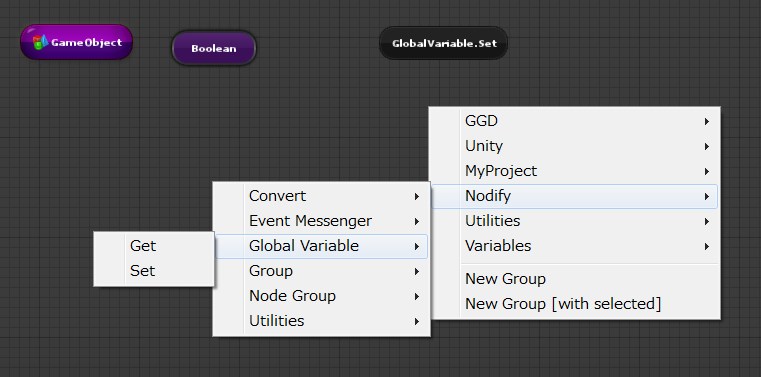 GameObject
Boolean
GlobalVariable.Set
GGD
Unity
MyProject
Nodify
Utilities
Variables
New Group
New Group [with selected]
Convert
Event Messenger
Global Variable
Group
Node Group
Utilities
Get
Set